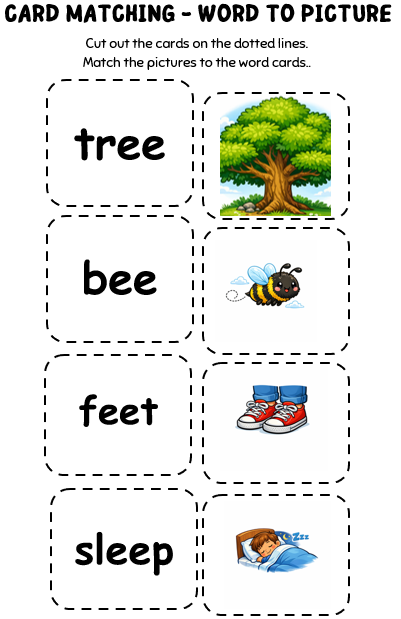 CARD MATCHING - WORD TO PICTURE
Cut out the cards on the dotted lines.
Match the pictures to the word cards..
tree
bee
feet
sleep
Zzz